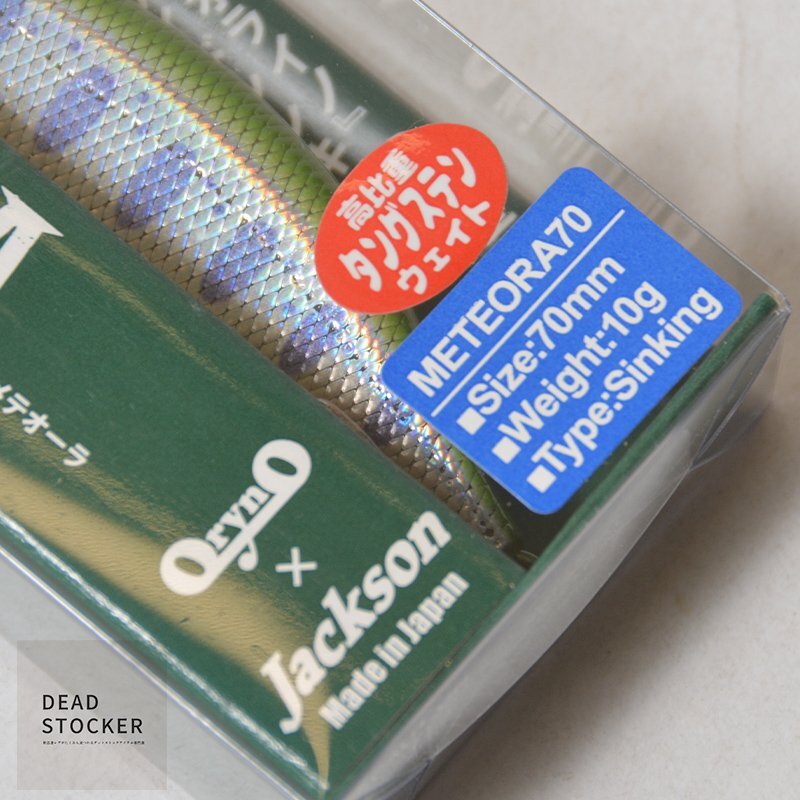 高比重
タングステン
ウェイト
METEORA70
■Size:70mm
■Weight:10g
■Type:Sinking
メテオーラ
QrynO
×
Jackson
Made in Japan
DEAD
STOCKER